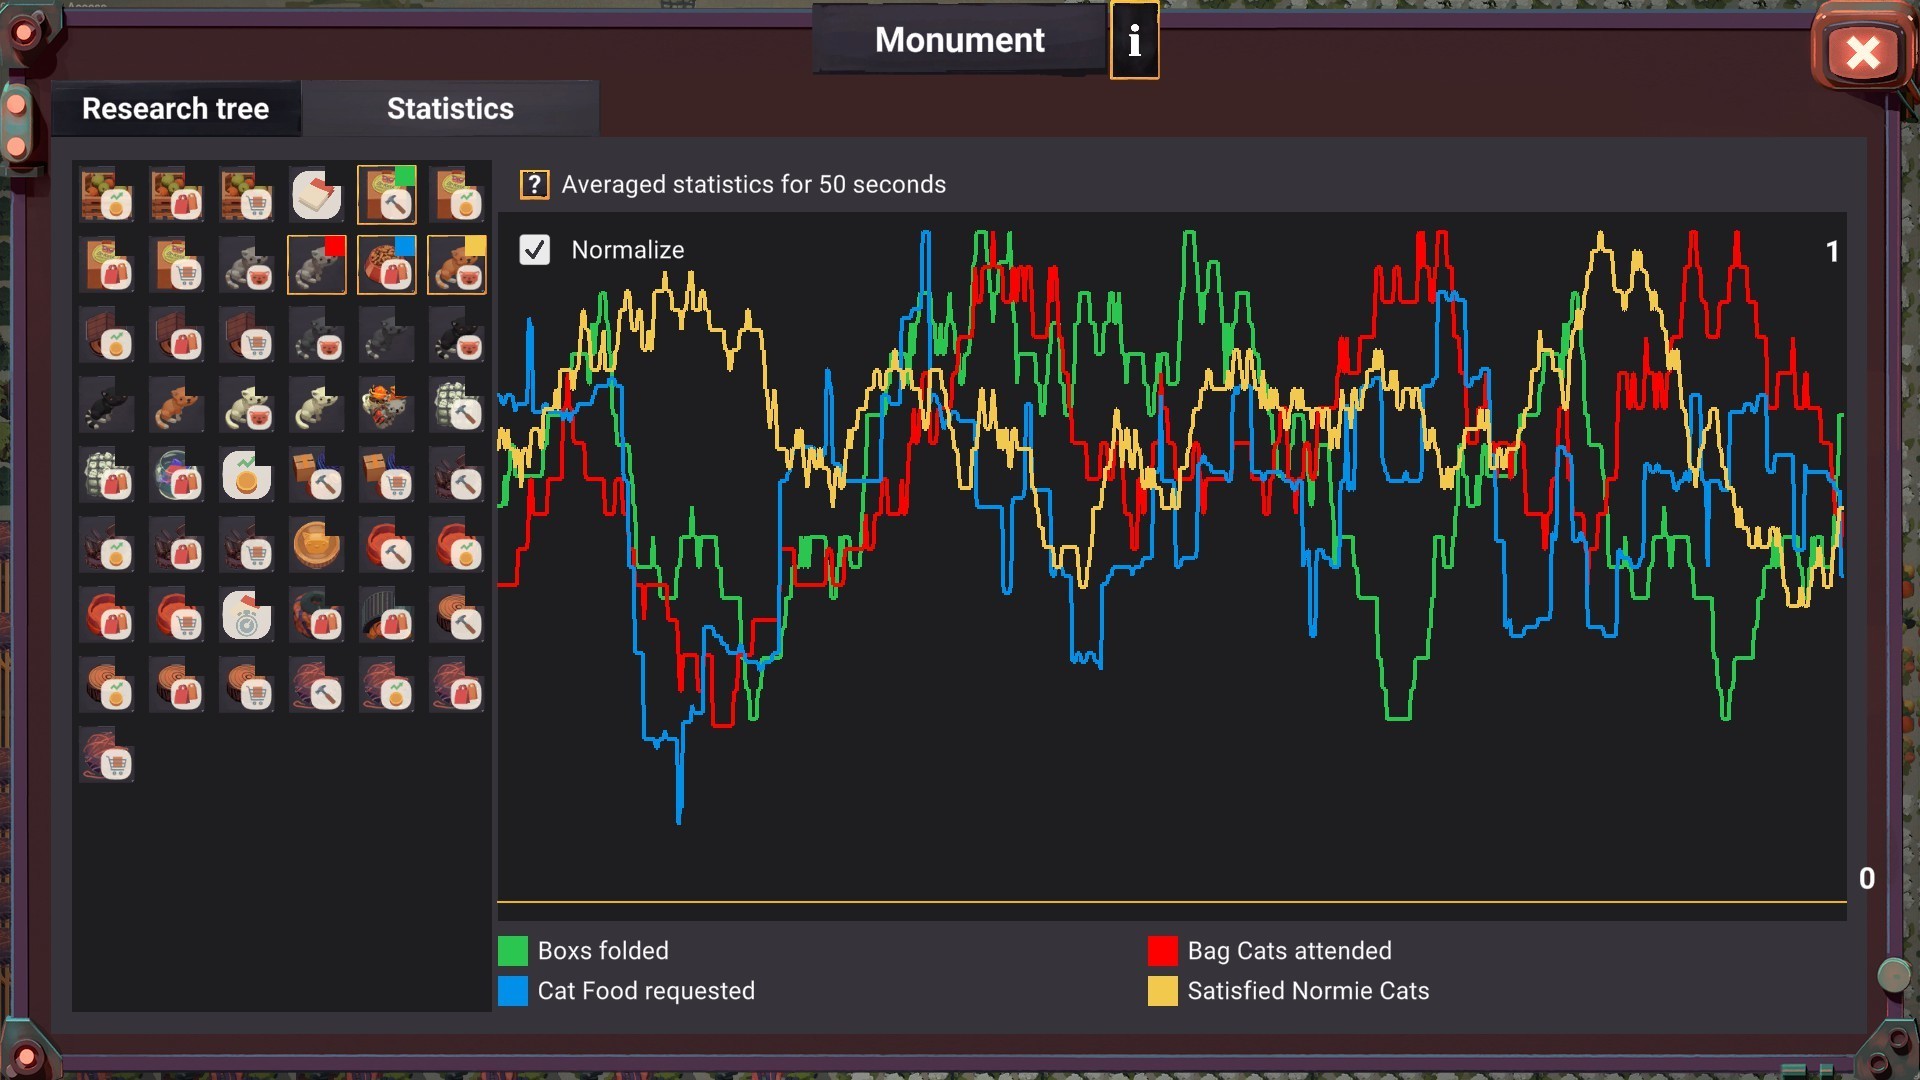 Monument
i
Research tree
Statistics
? Averaged statistics for 50 seconds
Normalize
1
0
Boxs folded
Bag Cats attended
Cat Food requested
Satisfied Normie Cats